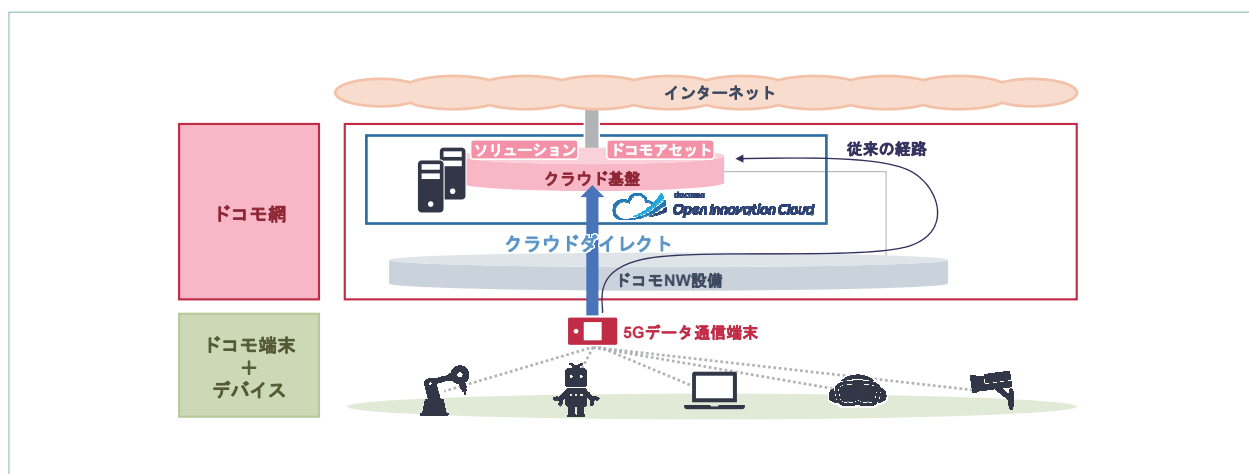 インターネット
ソリューション
ドコモアセット
従来の経路
クラウド基盤
docomo
Open Innovation Cloud
ドコモ網
クラウドダイレクト
ドコモNW設備
5Gデータ通信端末
ドコモ端末
+
デバイス